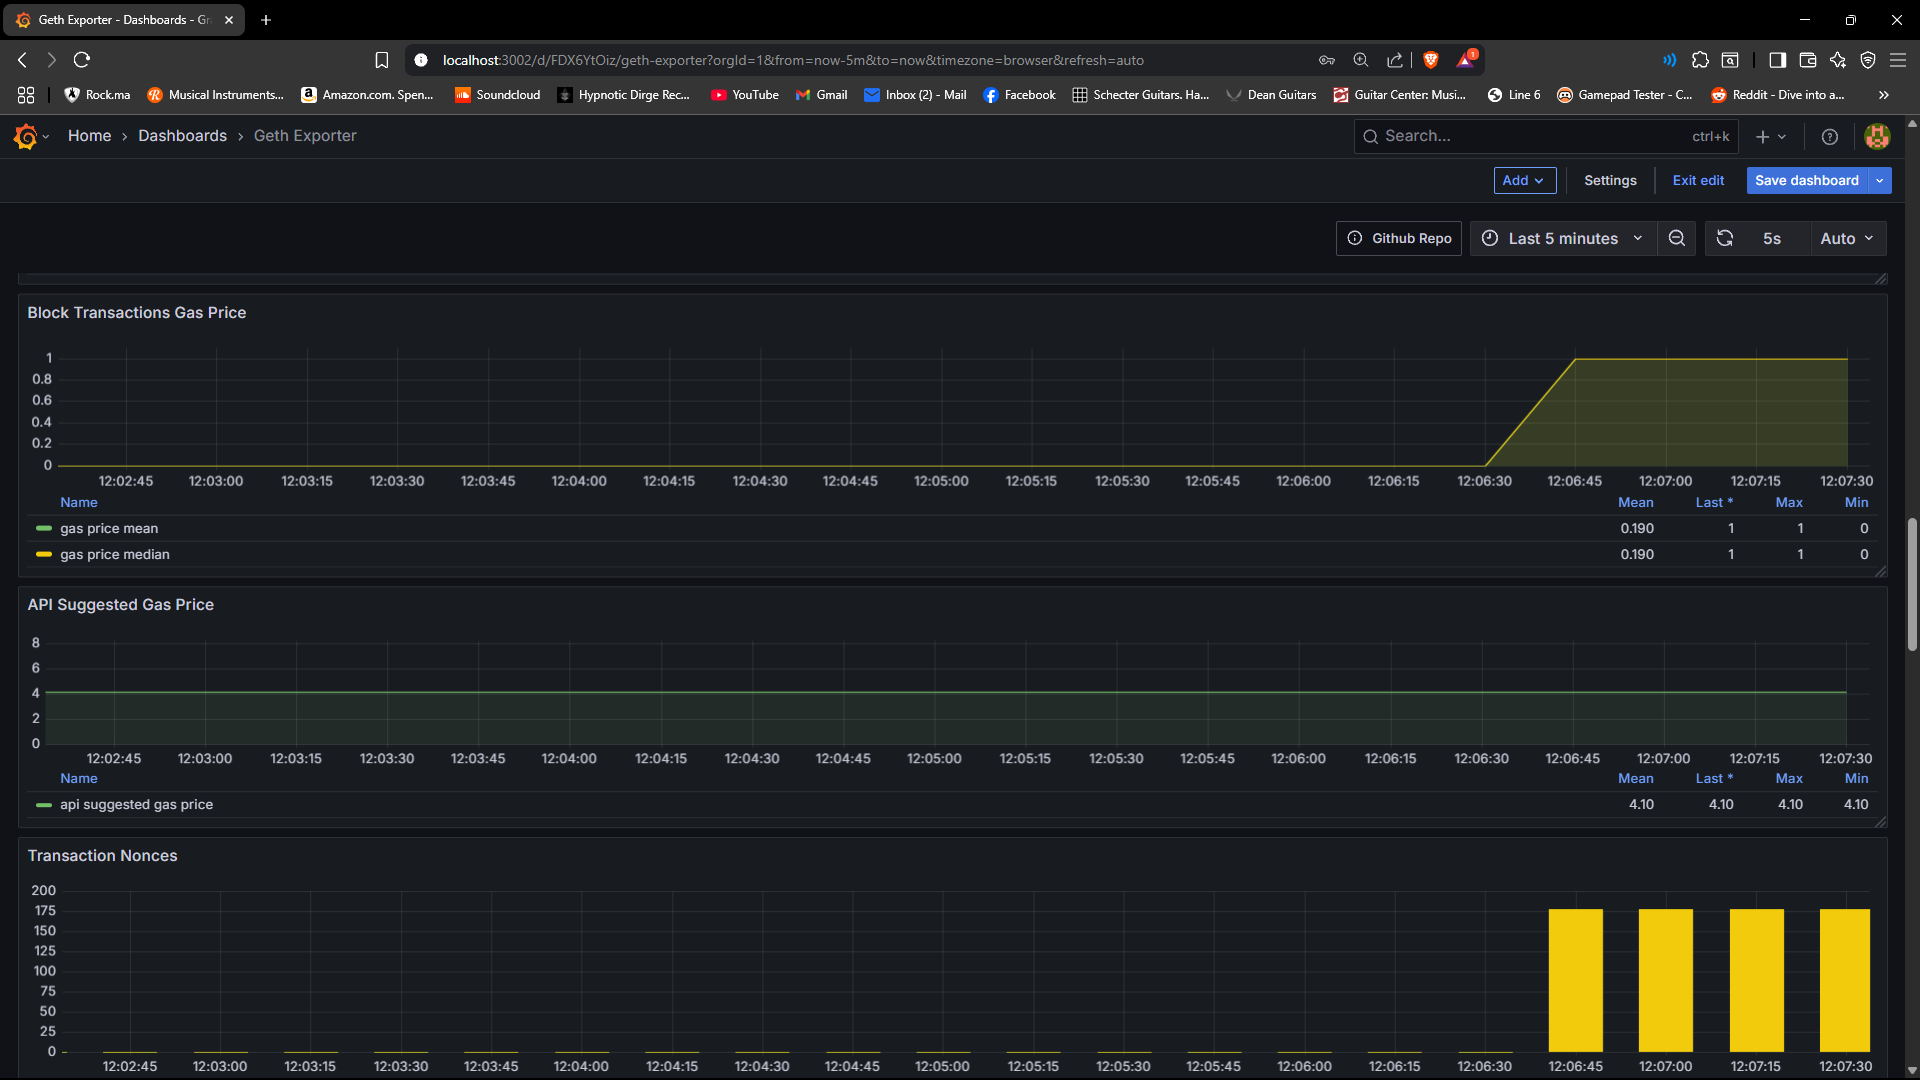 Geth Exporter - Dashboards - Gr
localhost:3002/d/FDX6YtOiz/geth-exporter?orgId=1&from=now-5m&to=now&timezone=browser&refresh=auto
1
Rock.ma
Musical Instruments...
Amazon.com. Spen...
Soundcloud
Hypnotic Dirge Rec...
YouTube
Gmail
Inbox (2) - Mail
Facebook
Schecter Guitars. Ha...
Dean Guitars
Guitar Center: Musi...
Line 6
Gamepad Tester - C...
Reddit - Dive into a...
Home > Dashboards > Geth Exporter
Search...
ctrl+k
Add
Settings
Exit edit
Save dashboard
Github Repo
Last 5 minutes
5s
Auto
Block Transactions Gas Price
1
0.8
0.6
0.4
0.2
0
12:02:45 12:03:00 12:03:15 12:03:30 12:03:45 12:04:00 12:04:15 12:04:30 12:04:45 12:05:00 12:05:15 12:05:30 12:05:45 12:06:00 12:06:15 12:06:30 12:06:45 12:07:00 12:07:15 12:07:30
Name Mean Last * Max Min
gas price mean 0.190 1 1 0
gas price median 0.190 1 1 0
API Suggested Gas Price
8
6
4
2
0
12:02:45 12:03:00 12:03:15 12:03:30 12:03:45 12:04:00 12:04:15 12:04:30 12:04:45 12:05:00 12:05:15 12:05:30 12:05:45 12:06:00 12:06:15 12:06:30 12:06:45 12:07:00 12:07:15 12:07:30
Name Mean Last * Max Min
api suggested gas price 4.10 4.10 4.10 4.10
Transaction Nonces
200
175
150
125
100
75
50
25
0
12:02:45 12:03:00 12:03:15 12:03:30 12:03:45 12:04:00 12:04:15 12:04:30 12:04:45 12:05:00 12:05:15 12:05:30 12:05:45 12:06:00 12:06:15 12:06:30 12:06:45 12:07:00 12:07:15 12:07:30